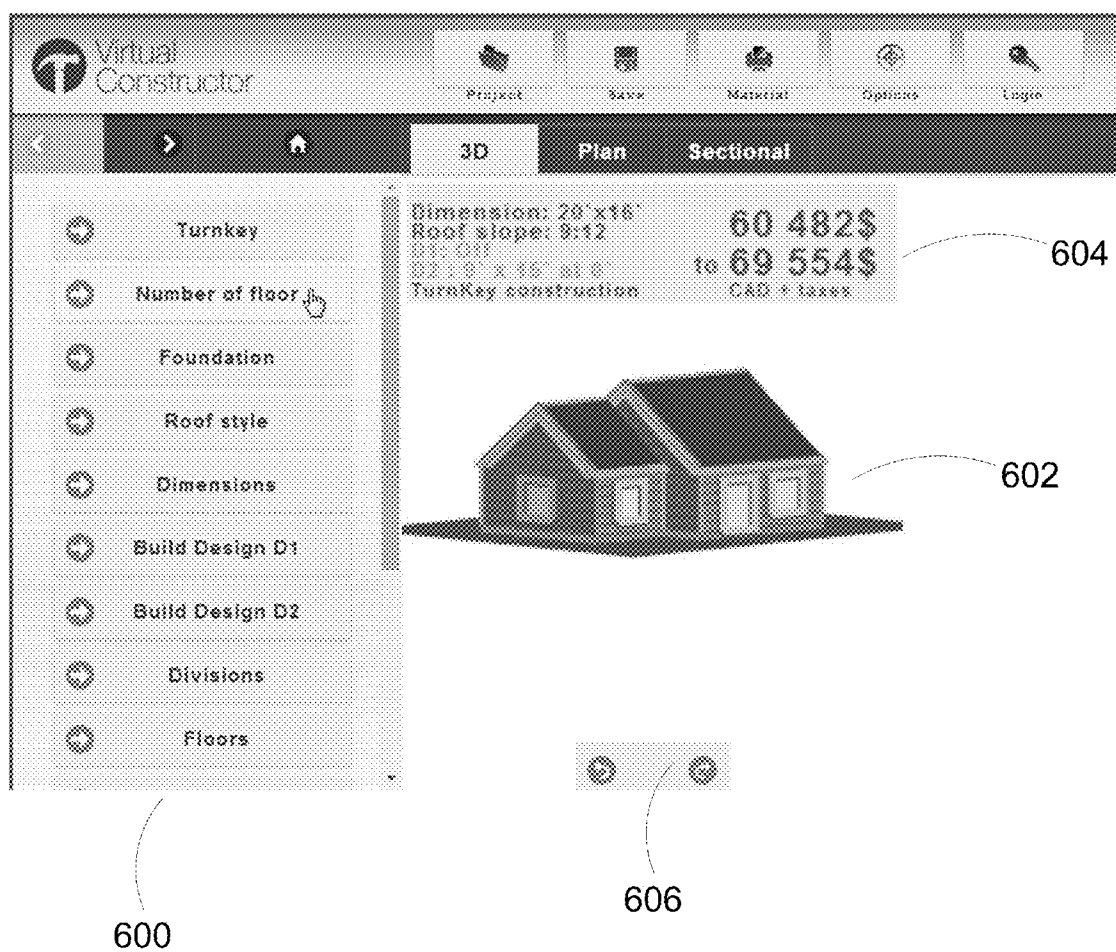 Virtual
Constructor
Project
Save
Material
Options
Login
3D
Plan
Sectional
Turnkey
Number of floor
Foundation
Roof style
Dimensions
Build Design D1
Build Design D2
Divisions
Floors
Dimension: 20'x16'
Roof slope: 9:12
D1: Off
TurnKey construction
60 482$
to 69 554$
CAD + taxes
604
602
606
600